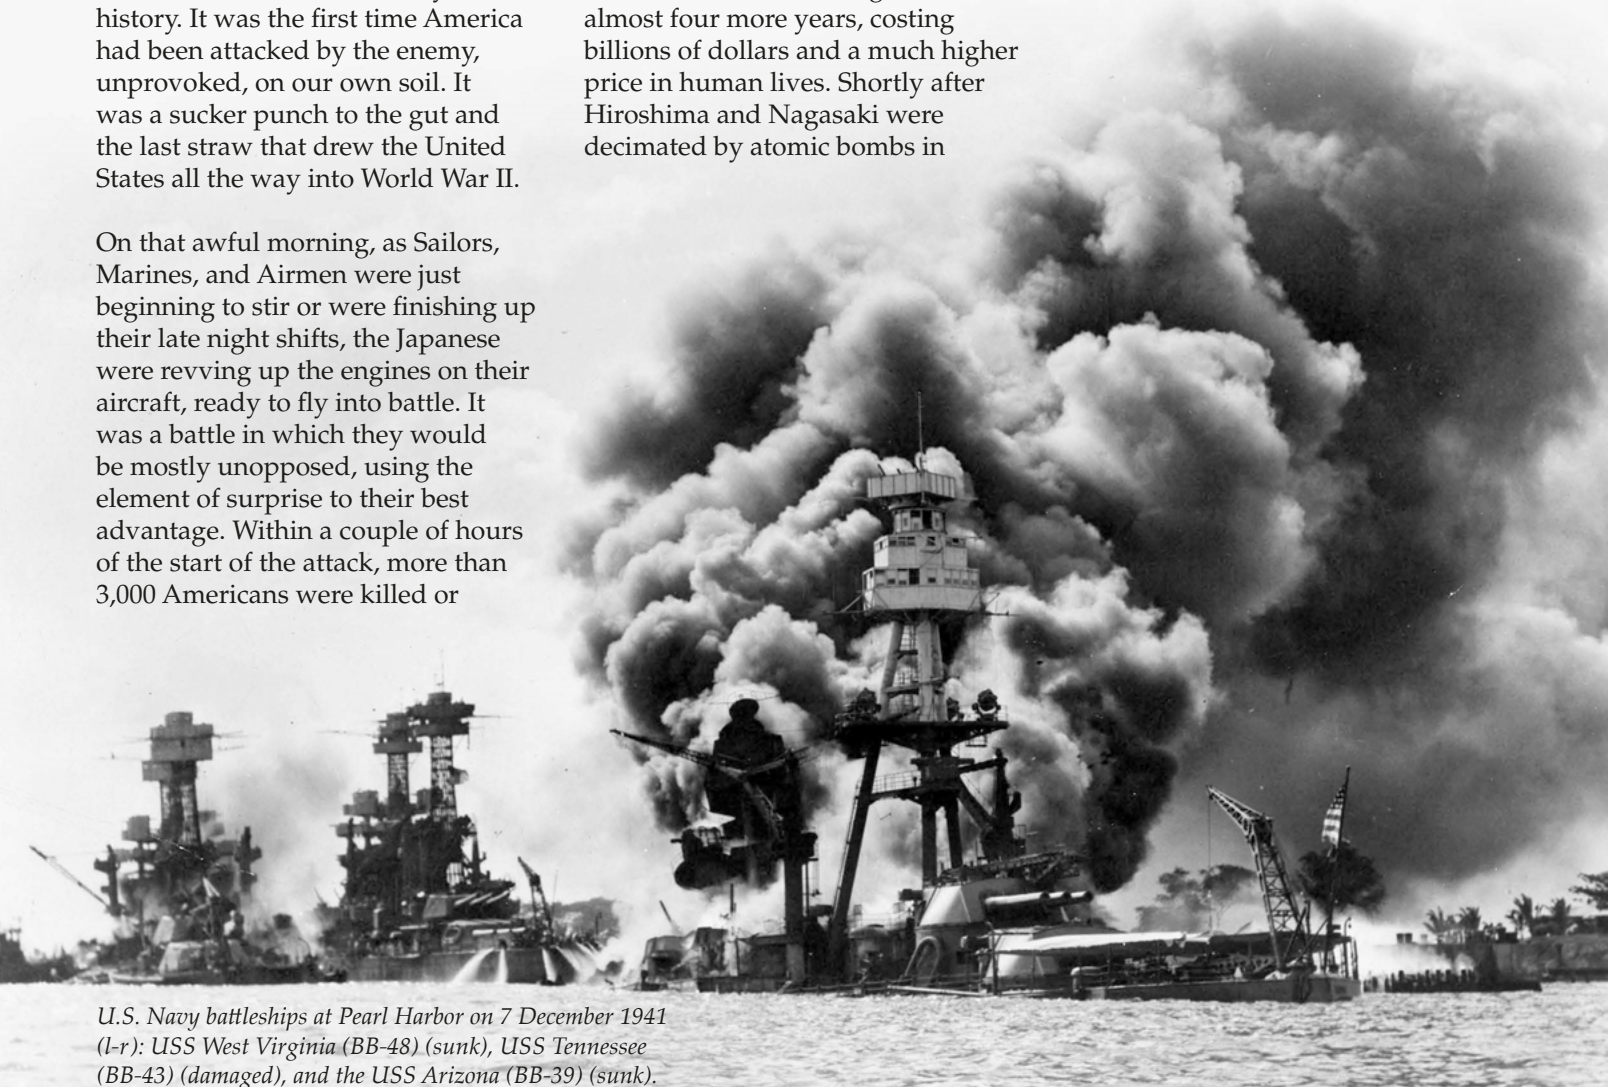 history. It was the first time America
had been attacked by the enemy,
unprovoked, on our own soil. It
was a sucker punch to the gut and
the last straw that drew the United
States all the way into World War II.
On that awful morning, as Sailors,
Marines, and Airmen were just
beginning to stir or were finishing up
their late night shifts, the Japanese
were revving up the engines on their
aircraft, ready to fly into battle. It
was a battle in which they would
be mostly unopposed, using the
element of surprise to their best
advantage. Within a couple of hours
of the start of the attack, more than
3,000 Americans were killed or
almost four more years, costing
billions of dollars and a much higher
price in human lives. Shortly after
Hiroshima and Nagasaki were
decimated by atomic bombs in
U.S. Navy battleships at Pearl Harbor on 7 December 1941
(l-r): USS West Virginia (BB-48) (sunk), USS Tennessee
(BB-43) (damaged), and the USS Arizona (BB-39) (sunk).